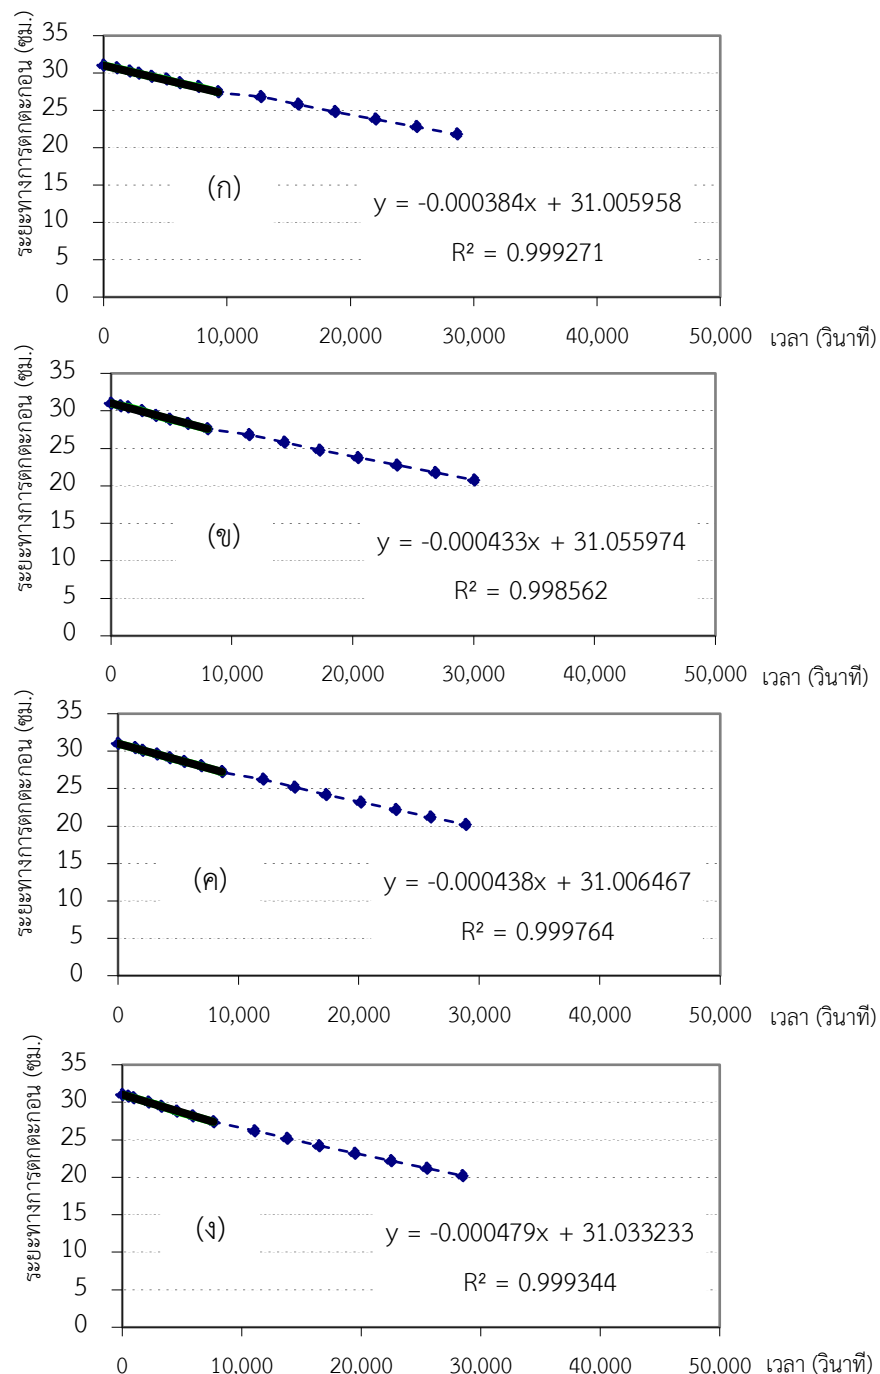 ระยะทางการตกตะกอน (ซม.)
35
30
25
20
15
10
5
0
(ก)
y = -0.000384x + 31.005958
R² = 0.999271
0 10,000 20,000 30,000 40,000 50,000 เวลา (วินาที)
ระยะทางการตกตะกอน (ซม.)
35
30
25
20
15
10
5
0
(ข)
y = -0.000433x + 31.055974
R² = 0.998562
0 10,000 20,000 30,000 40,000 50,000 เวลา (วินาที)
ระยะทางการตกตะกอน (ซม.)
35
30
25
20
15
10
5
0
(ค)
y = -0.000438x + 31.006467
R² = 0.999764
0 10,000 20,000 30,000 40,000 50,000 เวลา (วินาที)
ระยะทางการตกตะกอน (ซม.)
35
30
25
20
15
10
5
0
(ง)
y = -0.000479x + 31.033233
R² = 0.999344
0 10,000 20,000 30,000 40,000 50,000 เวลา (วินาที)